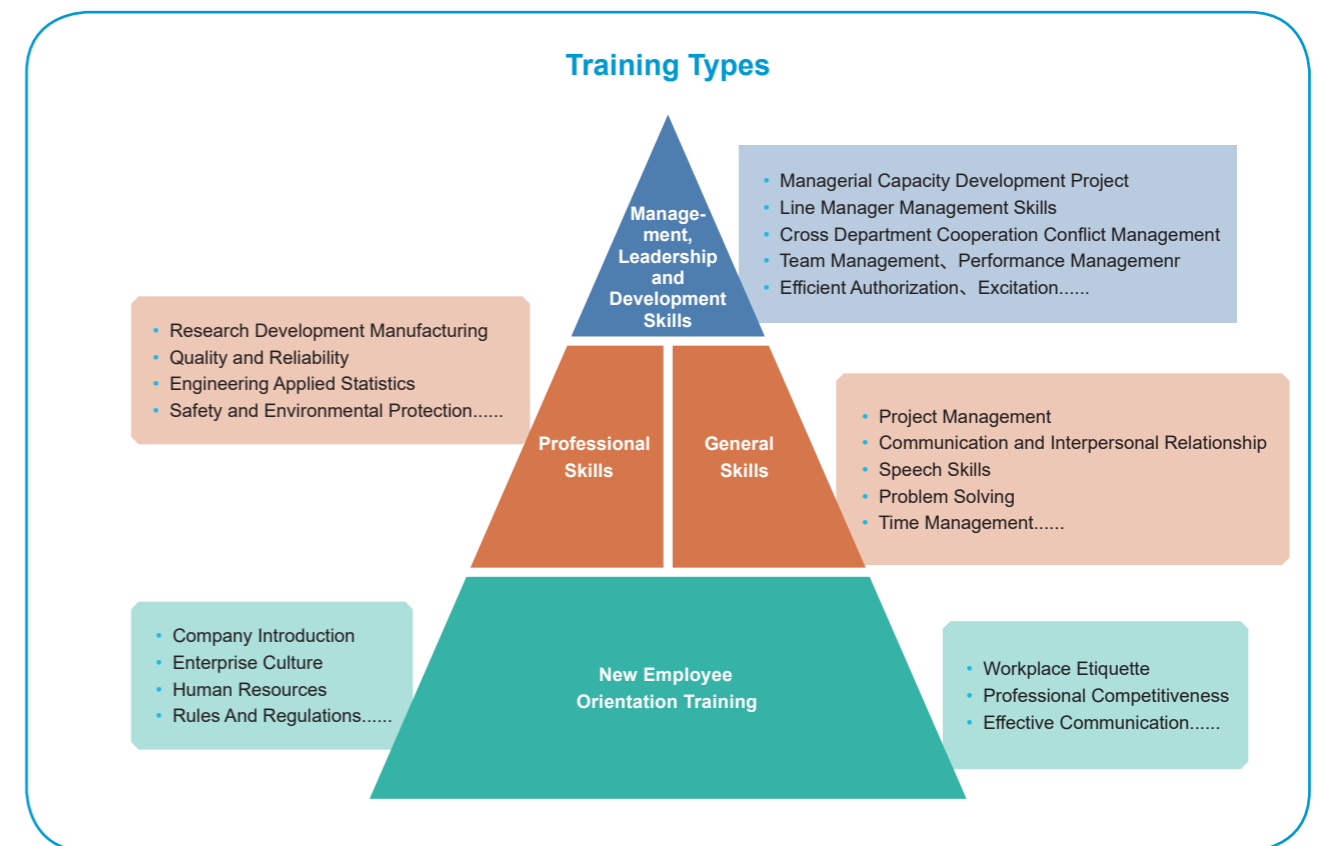 Training Types
Manage-
ment,
Leadership
and
Development
Skills
• Managerial Capacity Development Project
• Line Manager Management Skills
• Cross Department Cooperation Conflict Management
• Team Management、Performance Managemenr
• Efficient Authorization、Excitation......
• Research Development Manufacturing
• Quality and Reliability
• Engineering Applied Statistics
• Safety and Environmental Protection......
Professional
Skills
General
Skills
• Project Management
• Communication and Interpersonal Relationship
• Speech Skills
• Problem Solving
• Time Management......
• Company Introduction
• Enterprise Culture
• Human Resources
• Rules And Regulations......
New Employee
Orientation Training
• Workplace Etiquette
• Professional Competitiveness
• Effective Communication......